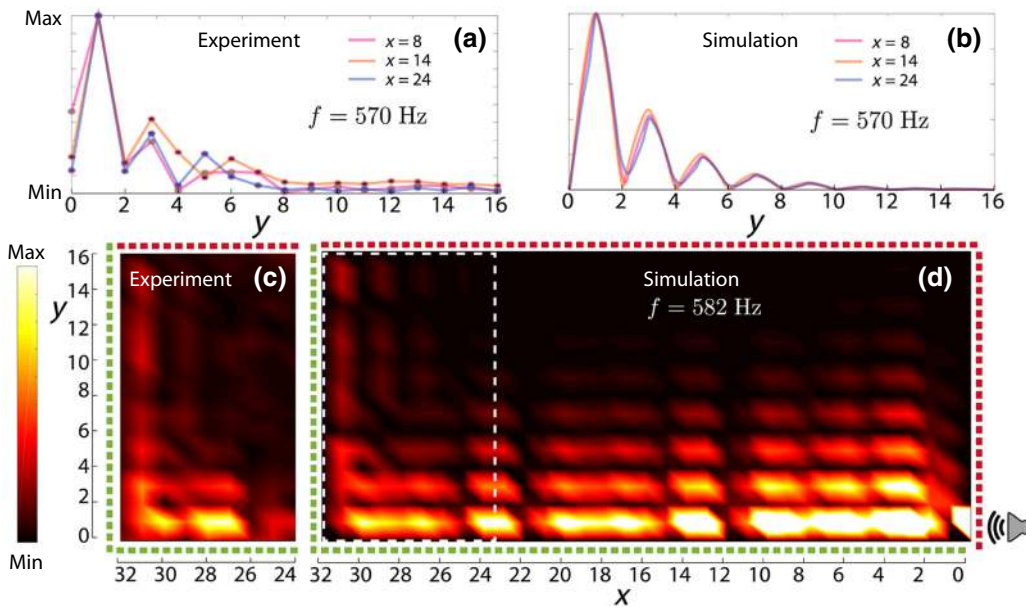 Max
Experiment
(a)
x = 8
x = 14
x = 24
f = 570 Hz
Min
0 2 4 6 8 10 12 14 16
y
Simulation
(b)
x = 8
x = 14
x = 24
f = 570 Hz
0 2 4 6 8 10 12 14 16
y
Max
Min
y
16
14
12
10
8
6
4
2
0
Experiment
(c)
32 30 28 26 24
Simulation
(d)
f = 582 Hz
32 30 28 26 24 22 20 18 16 14 12 10 8 6 4 2 0
x